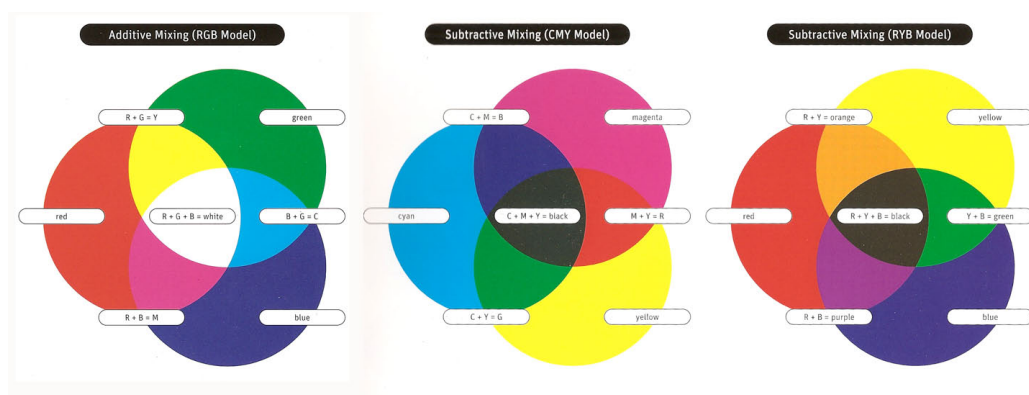 Additive Mixing (RGB Model)
R + G = Y
green
red
R + G + B = white
B + G = C
R + B = M
blue
Subtractive Mixing (CMY Model)
C + M = B
magenta
cyan
C + M + Y = black
M + Y = R
C + Y = G
yellow
Subtractive Mixing (RYB Model)
R + Y = orange
yellow
red
R + Y + B = black
Y + B = green
R + B = purple
blue